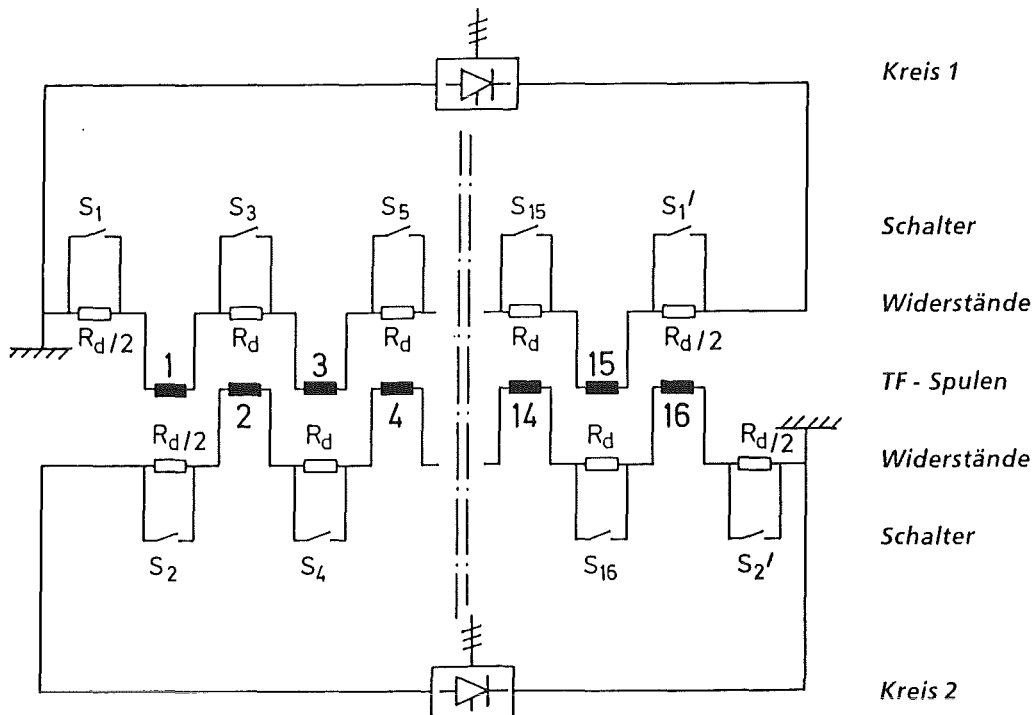 Kreis 1
S1 S3 S5 S15 S1' Schalter
Widerstände
Rd/2 Rd Rd Rd Rd/2
1 3 15
TF - Spulen
2 4 14 16
Rd/2 Rd Rd Rd/2
Widerstände
Schalter
S2 S4 S16 S2'
Kreis 2